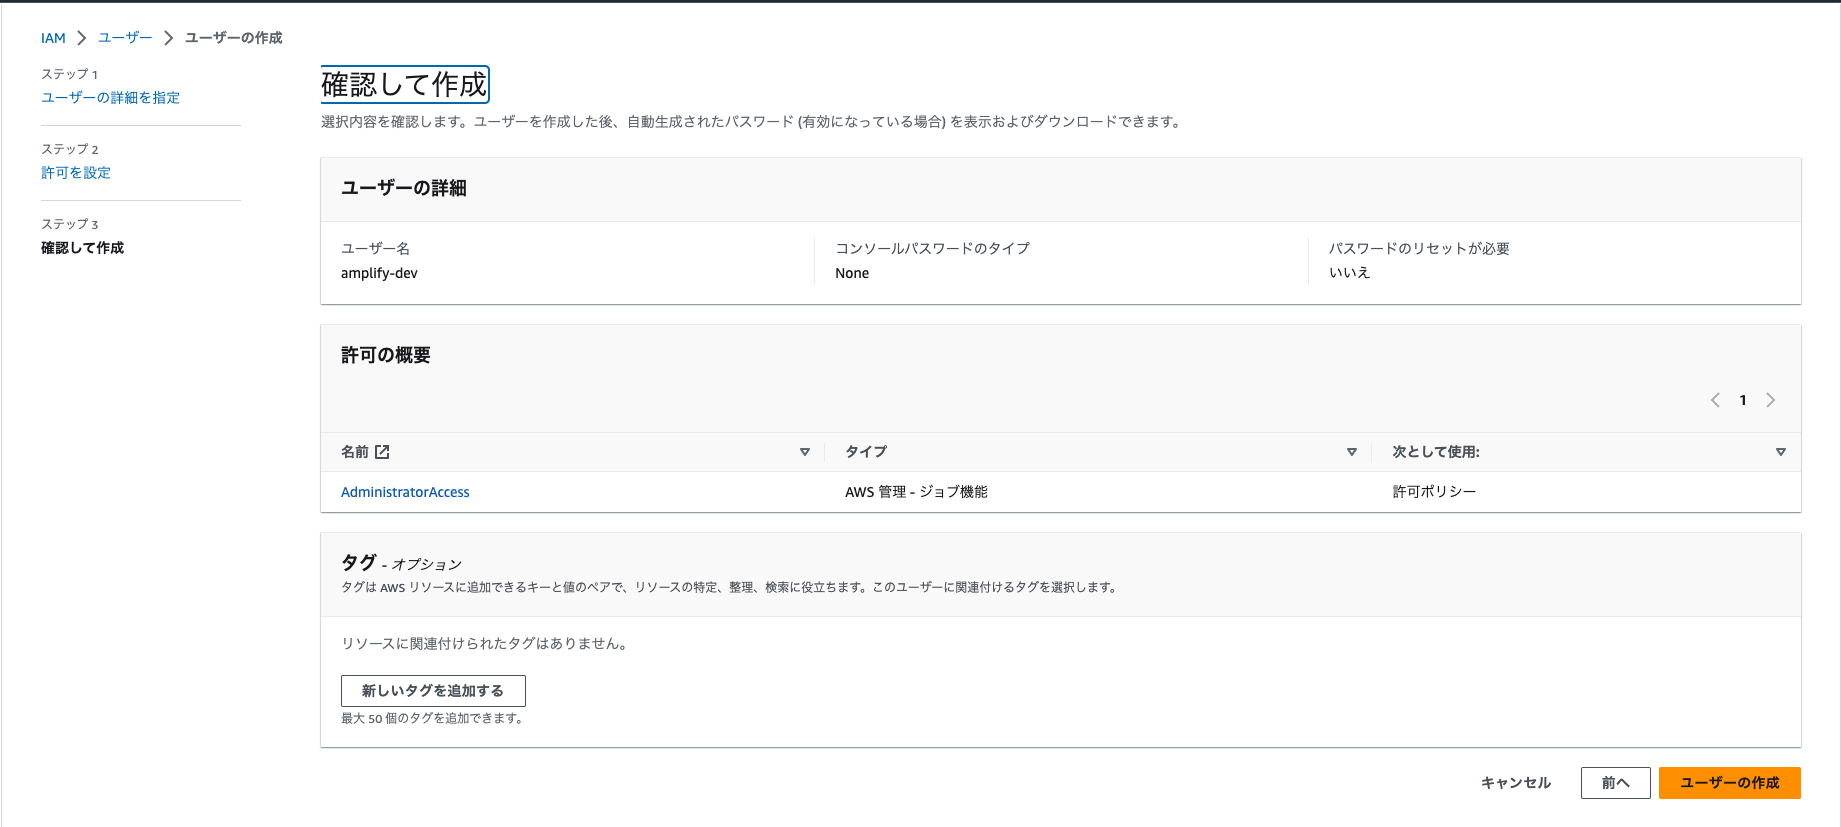 IAM > ユーザー > ユーザーの作成
ステップ 1
ユーザーの詳細を指定
ステップ 2
許可を設定
ステップ 3
確認して作成
確認して作成
選択内容を確認します。ユーザーを作成した後、自動生成されたパスワード (有効になっている場合) を表示およびダウンロードできます。
ユーザーの詳細
ユーザー名 コンソールパスワードのタイプ パスワードのリセットが必要
amplify-dev None いいえ
許可の概要
1
名前 タイプ 次として使用:
AdministratorAccess AWS 管理 - ジョブ機能 許可ポリシー
タグ - オプション
タグは AWS リソースに追加できるキーと値のペアで、リソースの特定、整理、検索に役立ちます。このユーザーに関連付けるタグを選択します。
リソースに関連付けられたタグはありません。
新しいタグを追加する
最大 50 個のタグを追加できます。
キャンセル 前へ ユーザーの作成